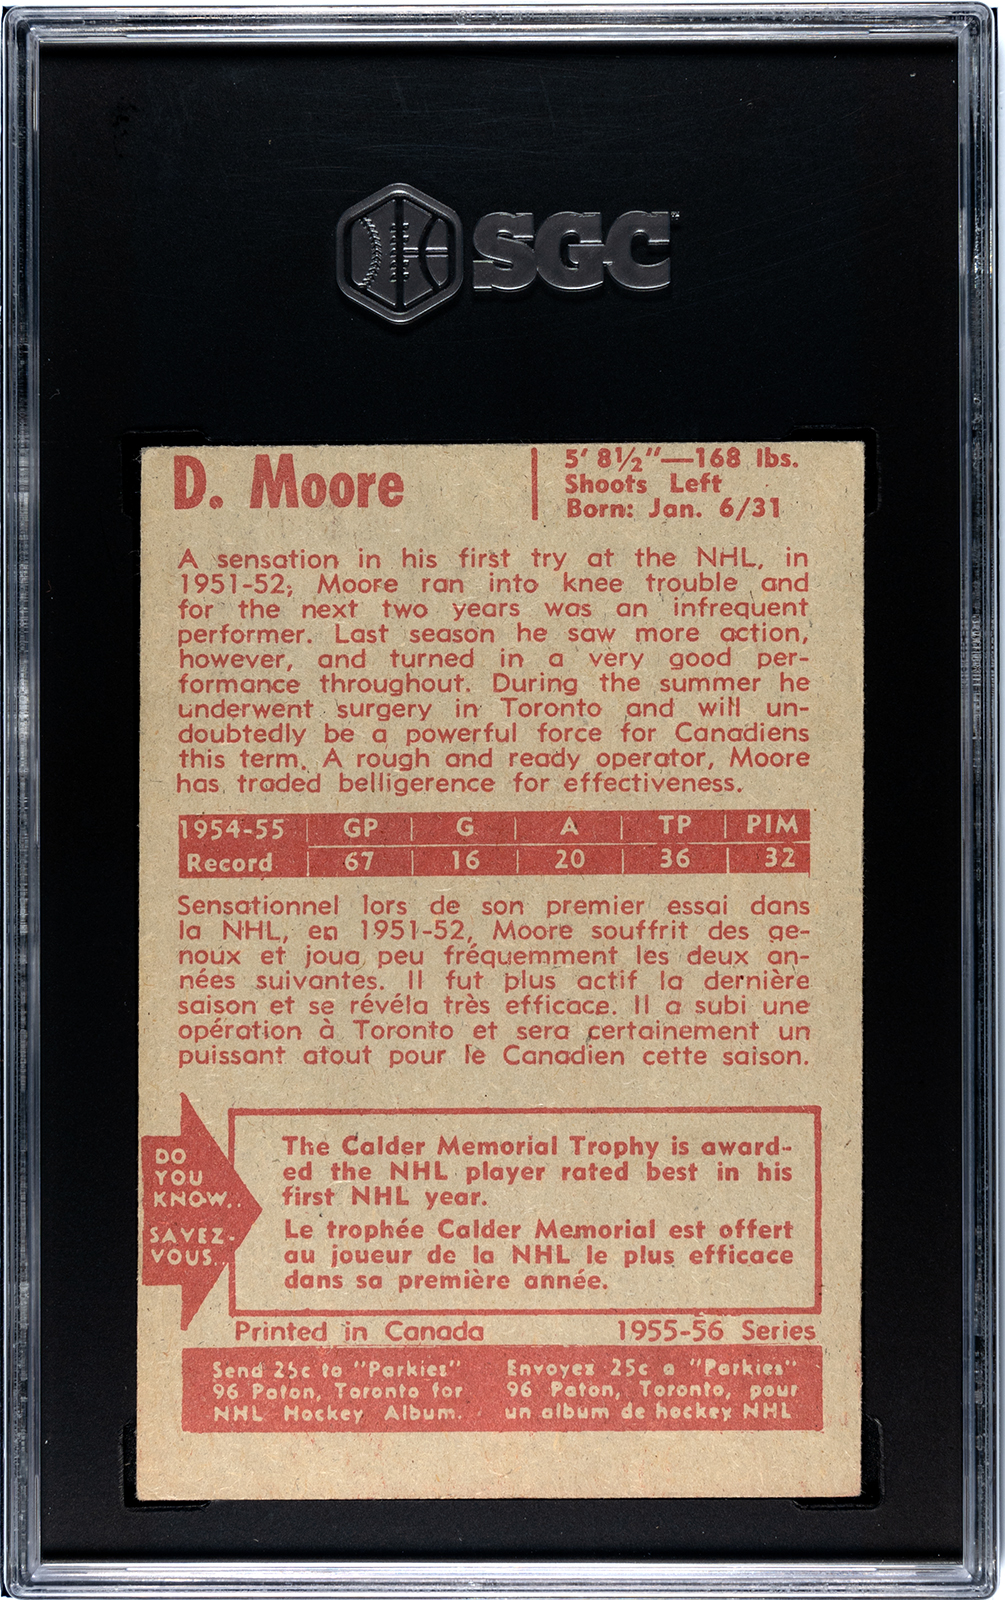 SGC
D. Moore
5' 8½"—168 lbs.
Shoots Left
Born: Jan. 6/31
A sensation in his first try at the NHL, in
1951-52; Moore ran into knee trouble and
for the next two years was an infrequent
performer. Last season he saw more action,
however, and turned in a very good per-
formance throughout. During the summer he
underwent surgery in Toronto and will un-
doubtedly be a powerful force for Canadiens
this term. A rough and ready operator, Moore
has traded belligerence for effectiveness.
1954-55 GP G A TP PIM
Record 67 16 20 36 32
Sensationnel lors de son premier essai dans
la NHL, en 1951-52, Moore souffrit des ge-
noux et joua peu fréquemment les deux an-
nées suivantes. Il fut plus actif la dernière
saison et se révéla très efficace. Il a subi une
opération à Toronto et sera certainement un
puissant atout pour le Canadien cette saison.
DO
YOU
KNOW..
SAVEZ-
VOUS..
The Calder Memorial Trophy is award-
ed the NHL player rated best in his
first NHL year.
Le trophée Calder Memorial est offert
au joueur de la NHL le plus efficace
dans sa première année.
Printed in Canada 1955-56 Series
Send 25c to "Parkies"
96 Paton, Toronto for
NHL Hockey Album.
Envoyez 25c a "Parkies"
96 Paton, Toronto, pour
un album de hockey NHL